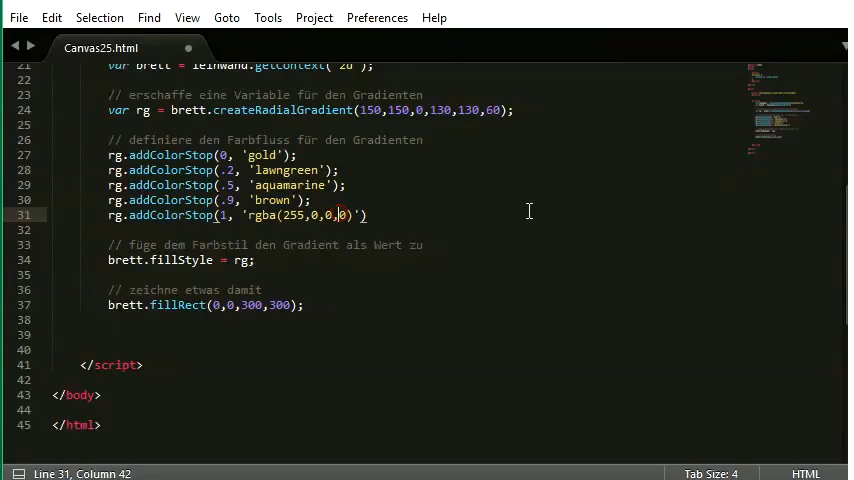 File Edit Selection Find View Goto Tools Project Preferences Help
Canvas25.html
21 var brett = leinwand.getContext('2d');
22
23 // erschaffe eine Variable für den Gradienten
24 var rg = brett.createRadialGradient(150,150,0,130,130,60);
25
26 // definiere den Farbfluss für den Gradienten
27 rg.addColorStop(0, 'gold');
28 rg.addColorStop(.2, 'lawngreen');
29 rg.addColorStop(.5, 'aquamarine');
30 rg.addColorStop(.9, 'brown');
31 rg.addColorStop(1, 'rgba(255,0,0,0)')
32
33 // füge dem Farbstil den Gradient als Wert zu
34 brett.fillStyle = rg;
35
36 // zeichne etwas damit
37 brett.fillRect(0,0,300,300);
38
39
40
41 </script>
42
43 </body>
44
45 </html>
Line 31, Column 42 Tab Size: 4 HTML